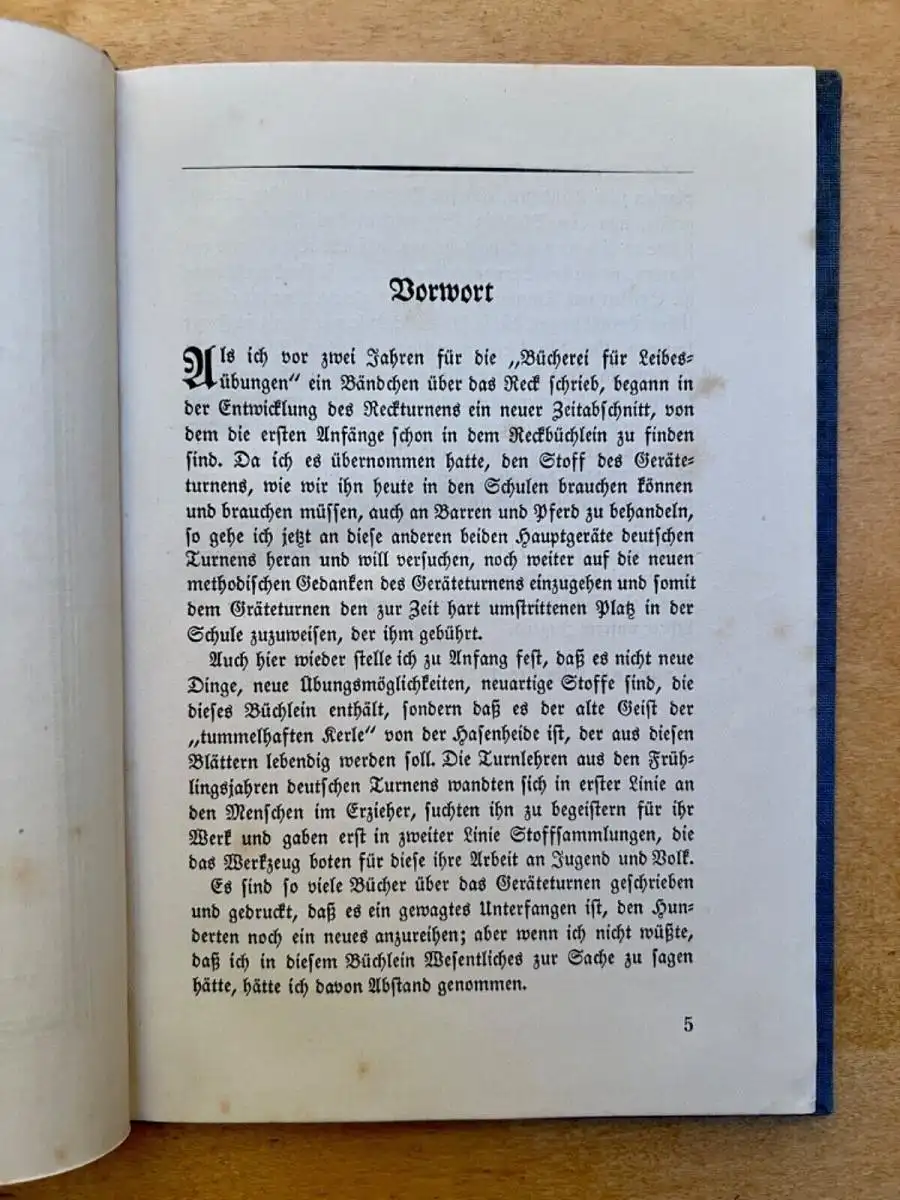 Vorwort
Als ich vor zwei Jahren für die „Bücherei für Leibes-
übungen“ ein Bändchen über das Reck schrieb, begann in
der Entwicklung des Reckturnens ein neuer Zeitabschnitt, von
dem die ersten Anfänge schon in dem Reckbüchlein zu finden
sind. Da ich es übernommen hatte, den Stoff des Geräte-
turnens, wie wir ihn heute in den Schulen brauchen können
und brauchen müssen, auch an Barren und Pferd zu behandeln,
so gehe ich jetzt an diese anderen beiden Hauptgeräte deutschen
Turnens heran und will versuchen, noch weiter auf die neuen
methodischen Gedanken des Geräteturnens einzugehen und somit
dem Gräteturnen den zur Zeit hart umstrittenen Platz in der
Schule zuzuweisen, der ihm gebührt.
Auch hier wieder stelle ich zu Anfang fest, daß es nicht neue
Dinge, neue Übungsmöglichkeiten, neuartige Stoffe sind, die
dieses Büchlein enthält, sondern daß es der alte Geist der
„tummelhaften Kerle“ von der Hasenheide ist, der aus diesen
Blättern lebendig werden soll. Die Turnlehren aus den Früh-
lingsjahren deutschen Turnens wandten sich in erster Linie an
den Menschen im Erzieher, suchten ihn zu begeistern für ihr
Werk und gaben erst in zweiter Linie Stoffsammlungen, die
das Werkzeug boten für diese ihre Arbeit an Jugend und Volk.
Es sind so viele Bücher über das Geräteturnen geschrieben
und gedruckt, daß es ein gewagtes Unterfangen ist, den Hun-
derten noch ein neues anzureihen; aber wenn ich nicht wüßte,
daß ich in diesem Büchlein Wesentliches zur Sache zu sagen
hätte, hätte ich davon Abstand genommen.
5